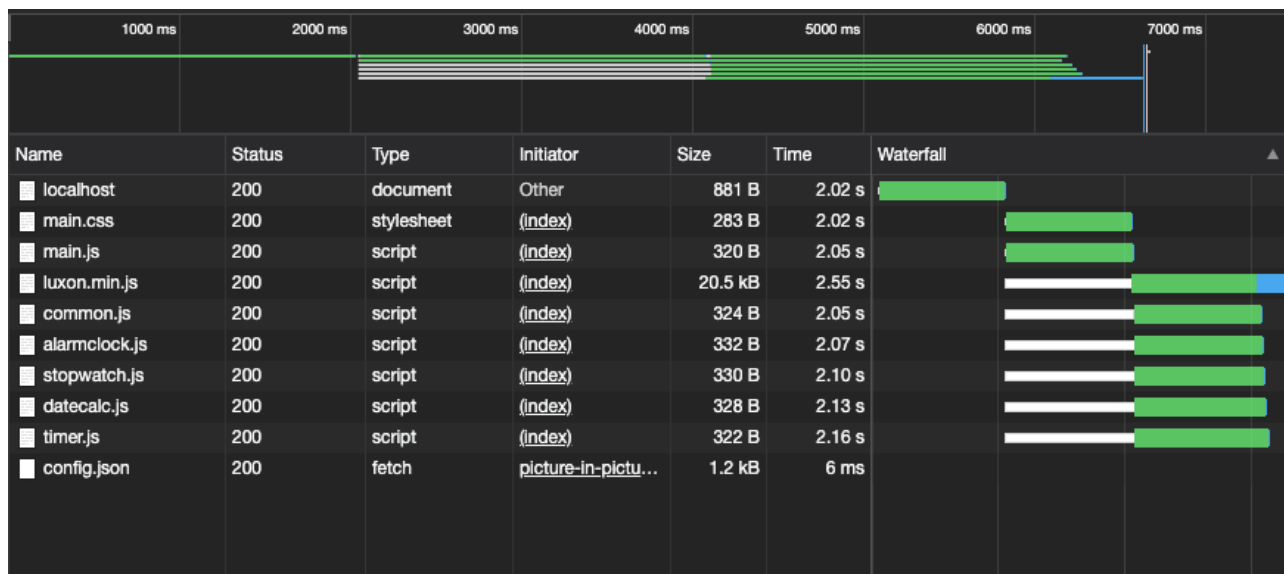 1000 ms 2000 ms 3000 ms 4000 ms 5000 ms 6000 ms 7000 ms
Name Status Type Initiator Size Time Waterfall
localhost 200 document Other 881 B 2.02 s
main.css 200 stylesheet (index) 283 B 2.02 s
main.js 200 script (index) 320 B 2.05 s
luxon.min.js 200 script (index) 20.5 kB 2.55 s
common.js 200 script (index) 324 B 2.05 s
alarmclock.js 200 script (index) 332 B 2.07 s
stopwatch.js 200 script (index) 330 B 2.10 s
datecalc.js 200 script (index) 328 B 2.13 s
timer.js 200 script (index) 322 B 2.16 s
config.json 200 fetch picture-in-pictu... 1.2 kB 6 ms